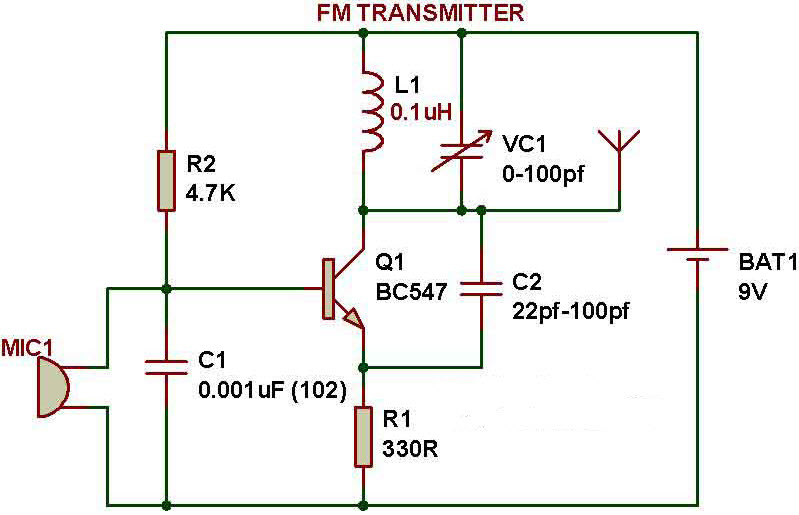 FM TRANSMITTER
L1
0.1uH
VC1
0-100pf
R2
4.7K
Q1
BC547
C2
22pf-100pf
BAT1
9V
MIC1
C1
0.001uF (102)
R1
330R